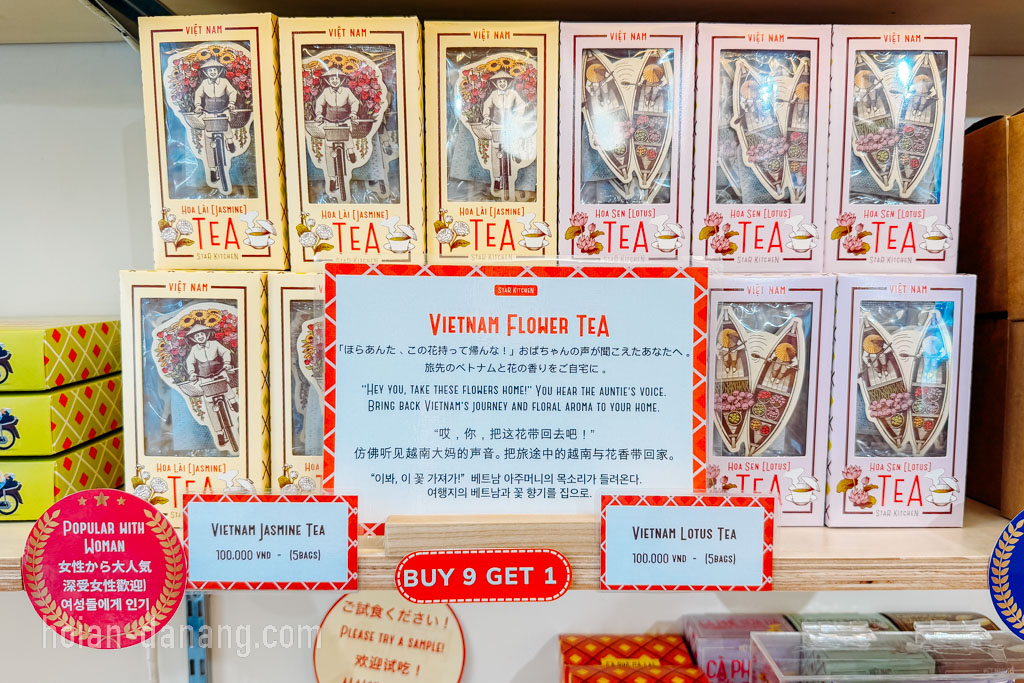 VIỆT NAM
HOA LÀI [JASMINE]
TEA
STAR KITCHEN
VIỆT NAM
HOA LÀI [JASMINE]
TEA
STAR KITCHEN
VIỆT NAM
HOA LÀI [JASMINE]
TEA
STAR KITCHEN
VIỆT NAM
HOA SEN [LOTUS]
TEA
STAR KITCHEN
VIỆT NAM
HOA SEN [LOTUS]
TEA
STAR KITCHEN
VIỆT NAM
HOA SEN [LOTUS]
TEA
STAR KITCHEN
VIỆT NAM
HOA LÀI [JASMINE]
TEA
VIỆT NAM
HOA SEN [LOTUS]
TEA
VIỆT NAM
HOA SEN [LOTUS]
TEA
STAR KITCHEN
STAR KITCHEN
VIETNAM FLOWER TEA
「ほらあんた、この花持って帰んな！」おばちゃんの声が聞こえたあなたへ。
旅先のベトナムと花の香りをご自宅に。
"HEY YOU, TAKE THESE FLOWERS HOME!" YOU HEAR THE AUNTIE'S VOICE.
BRING BACK VIETNAM'S JOURNEY AND FLORAL AROMA TO YOUR HOME.
“哎，你，把这花带回去吧！”
仿佛听见越南大妈的声音。把旅途中的越南与花香带回家。
“이봐, 이 꽃 가져가!” 베트남 아주머니의 목소리가 들려온다.
여행지의 베트남과 꽃 향기를 집으로.
VIETNAM JASMINE TEA
100.000 VND - (5BAGS)
VIETNAM LOTUS TEA
100.000 VND - (5BAGS)
BUY 9 GET 1
POPULAR WITH
WOMAN
女性から大人気
深受女性歡迎!
여성들에게 인기
hoian-danang.com
ご試食ください！
PLEASE TRY A SAMPLE!
欢迎试吃！
CÀ PH